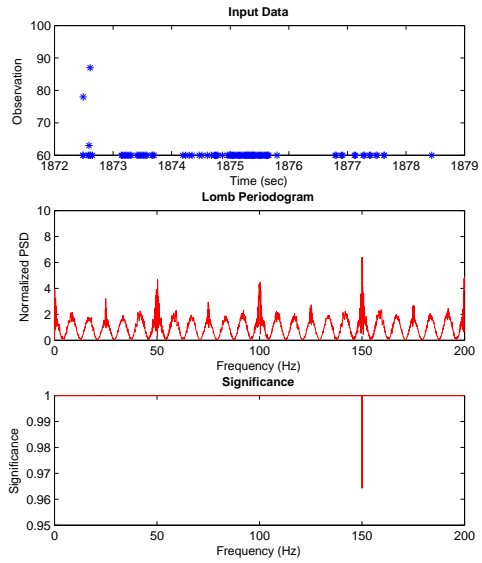 Input Data
Observation
100
90
80
70
60
1872 1873 1874 1875 1876 1877 1878 1879
Time (sec)
Lomb Periodogram
Normalized PSD
10
8
6
4
2
0
0 50 100 150 200
Frequency (Hz)
Significance
Significance
1
0.99
0.98
0.97
0.96
0.95
0 50 100 150 200
Frequency (Hz)